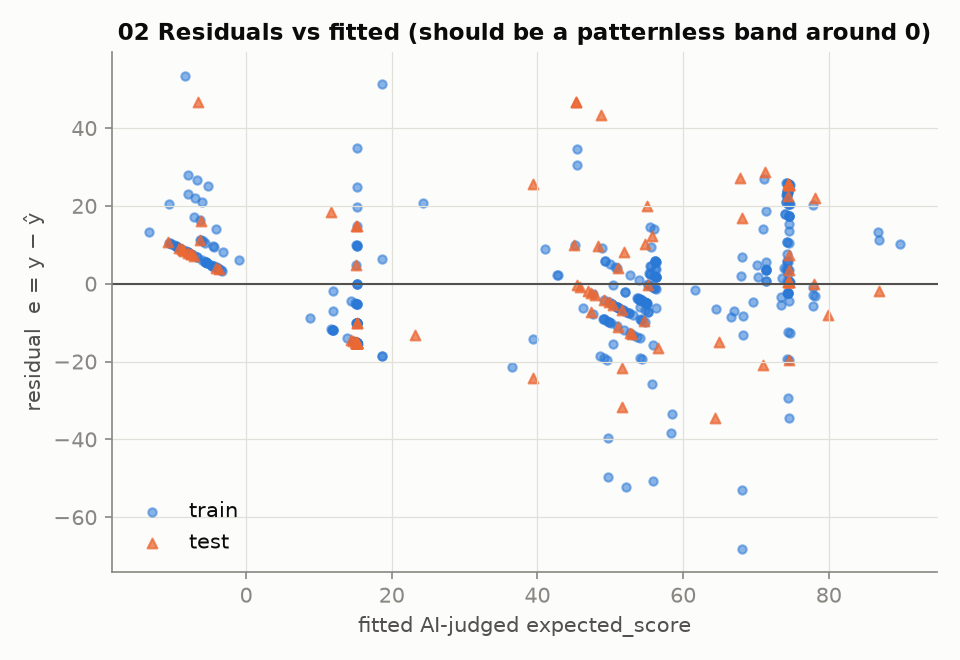 02 Residuals vs fitted (should be a patternless band around 0)
residual e = y − ŷ
40
20
0
−20
−40
−60
train
test
0 20 40 60 80
fitted AI-judged expected_score